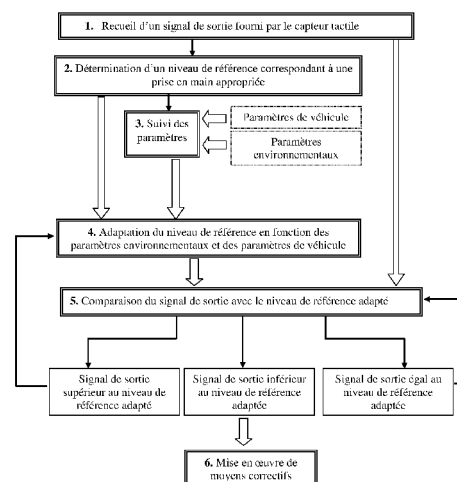 1. Recueil d'un signal de sortie fourni par le capteur tactile
2. Détermination d'un niveau de référence correspondant à une
prise en main appropriée
3. Suivi des
paramètres
Paramètres de véhicule
Paramètres
environnementaux
4. Adaptation du niveau de référence en fonction des
paramètres environnementaux et des paramètres de véhicule
5. Comparaison du signal de sortie avec le niveau de référence adapté
Signal de sortie
supérieur au niveau de
référence adapté
Signal de sortie inférieur
au niveau de référence
adaptée
Signal de sortie égal au
niveau de référence
adaptée
6. Mise en œuvre de
moyens correctifs